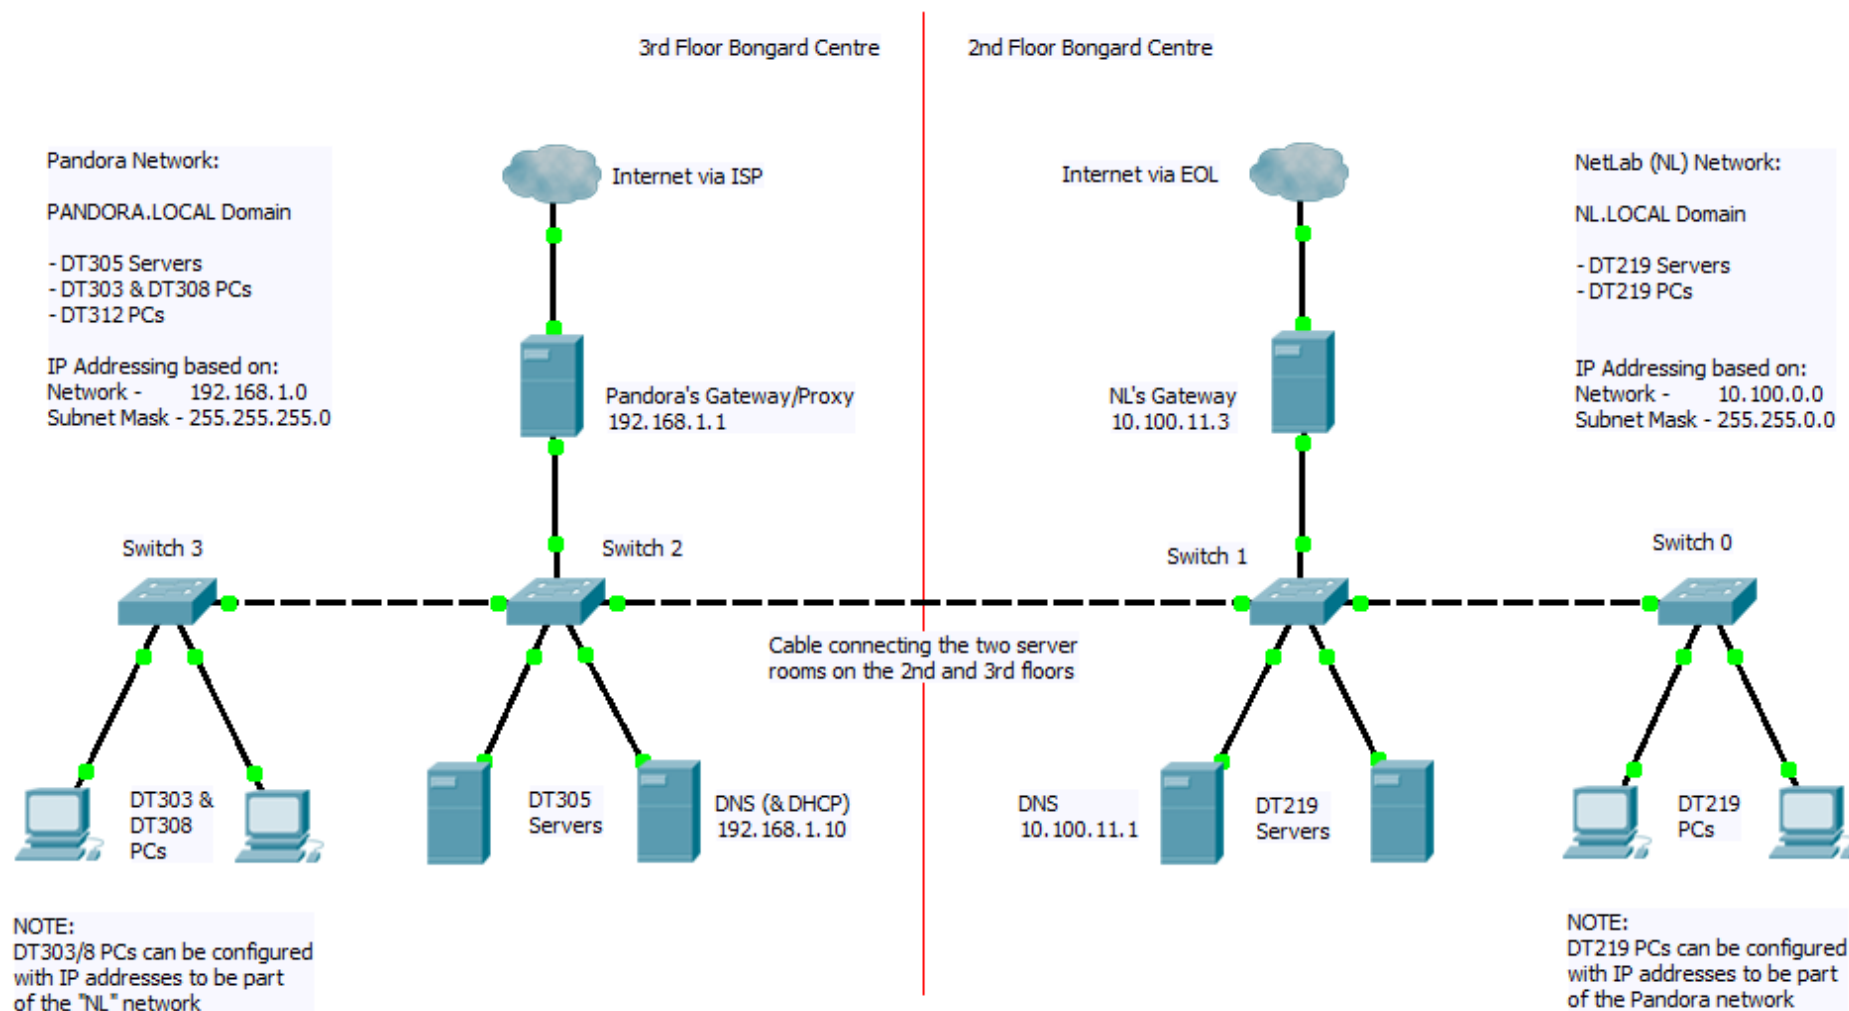 3rd Floor Bongard Centre
2nd Floor Bongard Centre
Pandora Network:
PANDORA.LOCAL Domain
- DT305 Servers
- DT303 & DT308 PCs
- DT312 PCs
IP Addressing based on:
Network - 192.168.1.0
Subnet Mask - 255.255.255.0
Internet via ISP
Internet via EOL
NetLab (NL) Network:
NL.LOCAL Domain
- DT219 Servers
- DT219 PCs
IP Addressing based on:
Network - 10.100.0.0
Subnet Mask - 255.255.0.0
Pandora's Gateway/Proxy
192.168.1.1
NL's Gateway
10.100.11.3
Switch 3
Switch 2
Switch 1
Switch 0
Cable connecting the two server
rooms on the 2nd and 3rd floors
DT303 &
DT308
PCs
DT305
Servers
DNS (& DHCP)
192.168.1.10
DNS
10.100.11.1
DT219
Servers
DT219
PCs
NOTE:
DT303/8 PCs can be configured
with IP addresses to be part
of the "NL" network
NOTE:
DT219 PCs can be configured
with IP addresses to be part
of the Pandora network